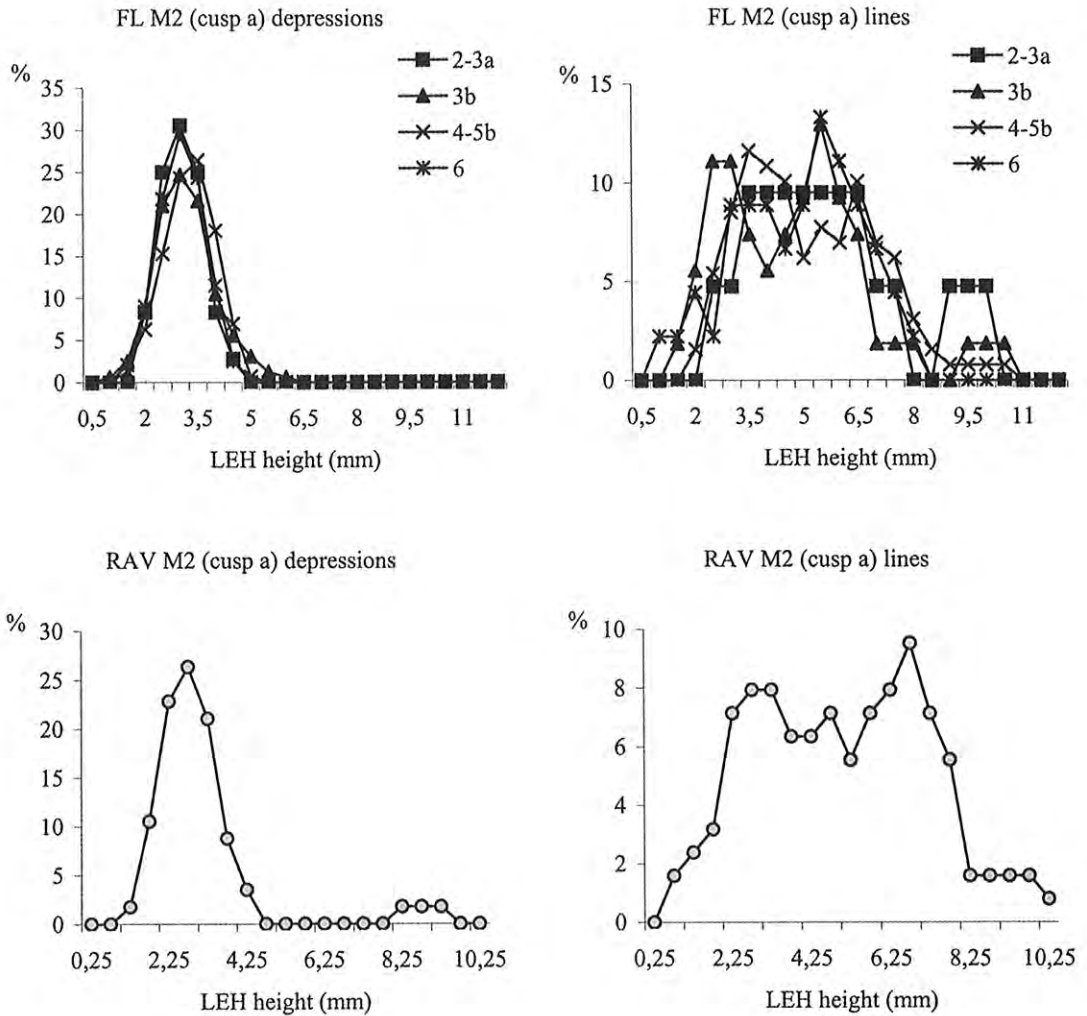 FL M2 (cusp a) depressions
%
2-3a
3b
4-5b
6
35
30
25
20
15
10
5
0
0,5 2 3,5 5 6,5 8 9,5 11
LEH height (mm)
FL M2 (cusp a) lines
%
2-3a
3b
4-5b
6
15
10
5
0
0,5 2 3,5 5 6,5 8 9,5 11
LEH height (mm)
RAV M2 (cusp a) depressions
%
30
25
20
15
10
5
0
0,25 2,25 4,25 6,25 8,25 10,25
LEH height (mm)
RAV M2 (cusp a) lines
%
10
8
6
4
2
0
0,25 2,25 4,25 6,25 8,25 10,25
LEH height (mm)